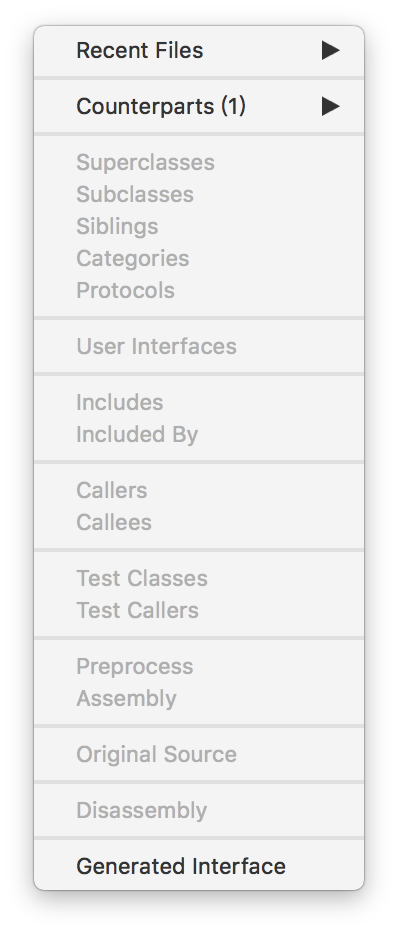 Recent Files
Counterparts (1)
Superclasses
Subclasses
Siblings
Categories
Protocols
User Interfaces
Includes
Included By
Callers
Callees
Test Classes
Test Callers
Preprocess
Assembly
Original Source
Disassembly
Generated Interface